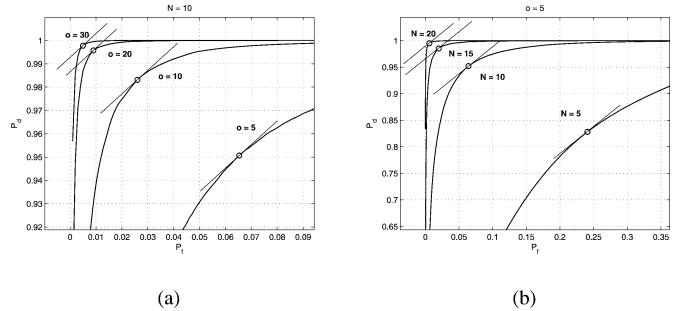 N = 10
1
0.99
0.98
0.97
0.96
0.95
0.94
0.93
0.92
P_d
o = 30
o = 20
o = 10
o = 5
0 0.01 0.02 0.03 0.04 0.05 0.06 0.07 0.08 0.09
P_f
(a)
o = 5
1
0.95
0.9
0.85
0.8
0.75
0.7
0.65
P_d
N = 20
N = 15
N = 10
N = 5
0 0.05 0.1 0.15 0.2 0.25 0.3 0.35
P_f
(b)